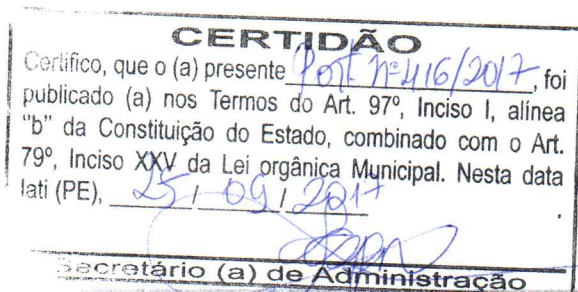 CERTIDÃO
Certifico, que o (a) presente Port Nº 416/2017, foi
publicado (a) nos Termos do Art. 97º, Inciso I, alínea
"b" da Constituição do Estado, combinado com o Art.
79º, Inciso XXV da Lei orgânica Municipal. Nesta data
Iati (PE), 25 / 09 / 2017.
Secretário (a) de Administração